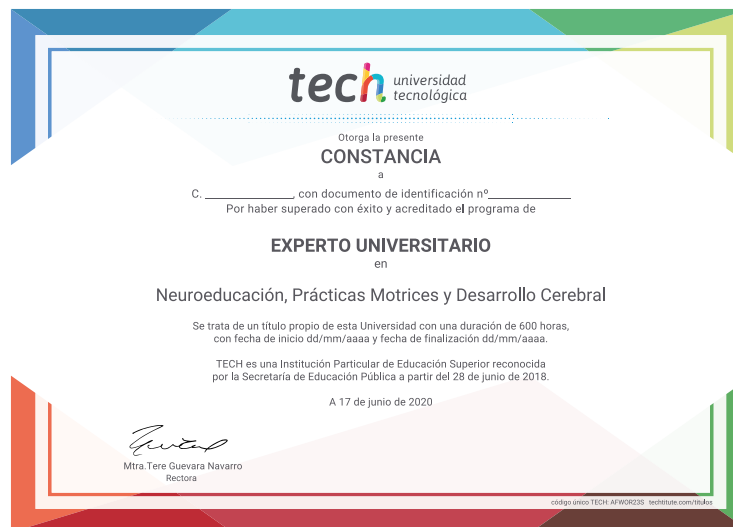 tech universidad
tecnológica
Otorga la presente
CONSTANCIA
a
C. ______________, con documento de identificación nº______________
Por haber superado con éxito y acreditado el programa de
EXPERTO UNIVERSITARIO
en
Neuroeducación, Prácticas Motrices y Desarrollo Cerebral
Se trata de un título propio de esta Universidad con una duración de 600 horas,
con fecha de inicio dd/mm/aaaa y fecha de finalización dd/mm/aaaa.
TECH es una Institución Particular de Educación Superior reconocida
por la Secretaría de Educación Pública a partir del 28 de junio de 2018.
A 17 de junio de 2020
Mtra.Tere Guevara Navarro
Rectora
código único TECH: AFWOR23S techtitute.com/titulos